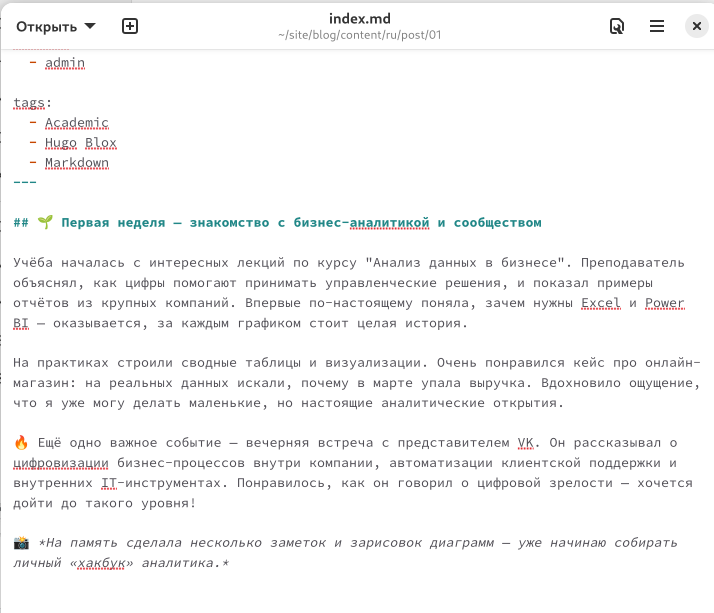 Открыть
index.md
~/site/blog/content/ru/post/01
- admin
tags:
- Academic
- Hugo Blox
- Markdown
---
## 🌱 Первая неделя — знакомство с бизнес-аналитикой и сообществом
Учёба началась с интересных лекций по курсу "Анализ данных в бизнесе". Преподаватель
объяснял, как цифры помогают принимать управленческие решения, и показал примеры
отчётов из крупных компаний. Впервые по-настоящему поняла, зачем нужны Excel и Power
BI — оказывается, за каждым графиком стоит целая история.
На практиках строили сводные таблицы и визуализации. Очень понравился кейс про онлайн-
магазин: на реальных данных искали, почему в марте упала выручка. Вдохновило ощущение,
что я уже могу делать маленькие, но настоящие аналитические открытия.
🔥 Ещё одно важное событие — вечерняя встреча с представителем VK. Он рассказывал о
цифровизации бизнес-процессов внутри компании, автоматизации клиентской поддержки и
внутренних IT-инструментах. Понравилось, как он говорил о цифровой зрелости — хочется
дойти до такого уровня!
📸 *На память сделала несколько заметок и зарисовок диаграмм — уже начинаю собирать
личный «хакбук» аналитика.*